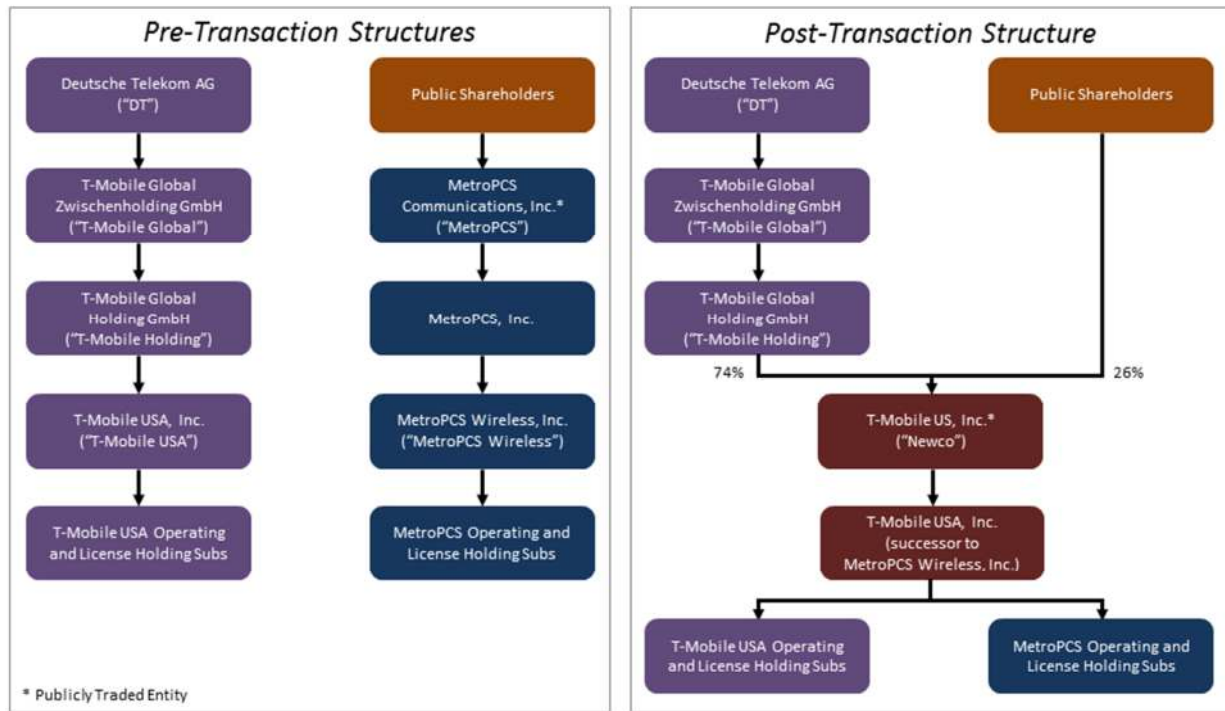 Pre-Transaction Structures
Deutsche Telekom AG
("DT")
T-Mobile Global
Zwischenholding GmbH
("T-Mobile Global")
T-Mobile Global
Holding GmbH
("T-Mobile Holding")
T-Mobile USA, Inc.
("T-Mobile USA")
T-Mobile USA Operating
and License Holding Subs
Public Shareholders
MetroPCS
Communications, Inc.*
("MetroPCS")
MetroPCS, Inc.
MetroPCS Wireless, Inc.
("MetroPCS Wireless")
MetroPCS Operating and
License Holding Subs
* Publicly Traded Entity
Post-Transaction Structure
Deutsche Telekom AG
("DT")
T-Mobile Global
Zwischenholding GmbH
("T-Mobile Global")
T-Mobile Global
Holding GmbH
("T-Mobile Holding")
74%
Public Shareholders
26%
T-Mobile US, Inc.*
("Newco")
T-Mobile USA, Inc.
(successor to
MetroPCS Wireless, Inc.)
T-Mobile USA Operating
and License Holding Subs
MetroPCS Operating and
License Holding Subs